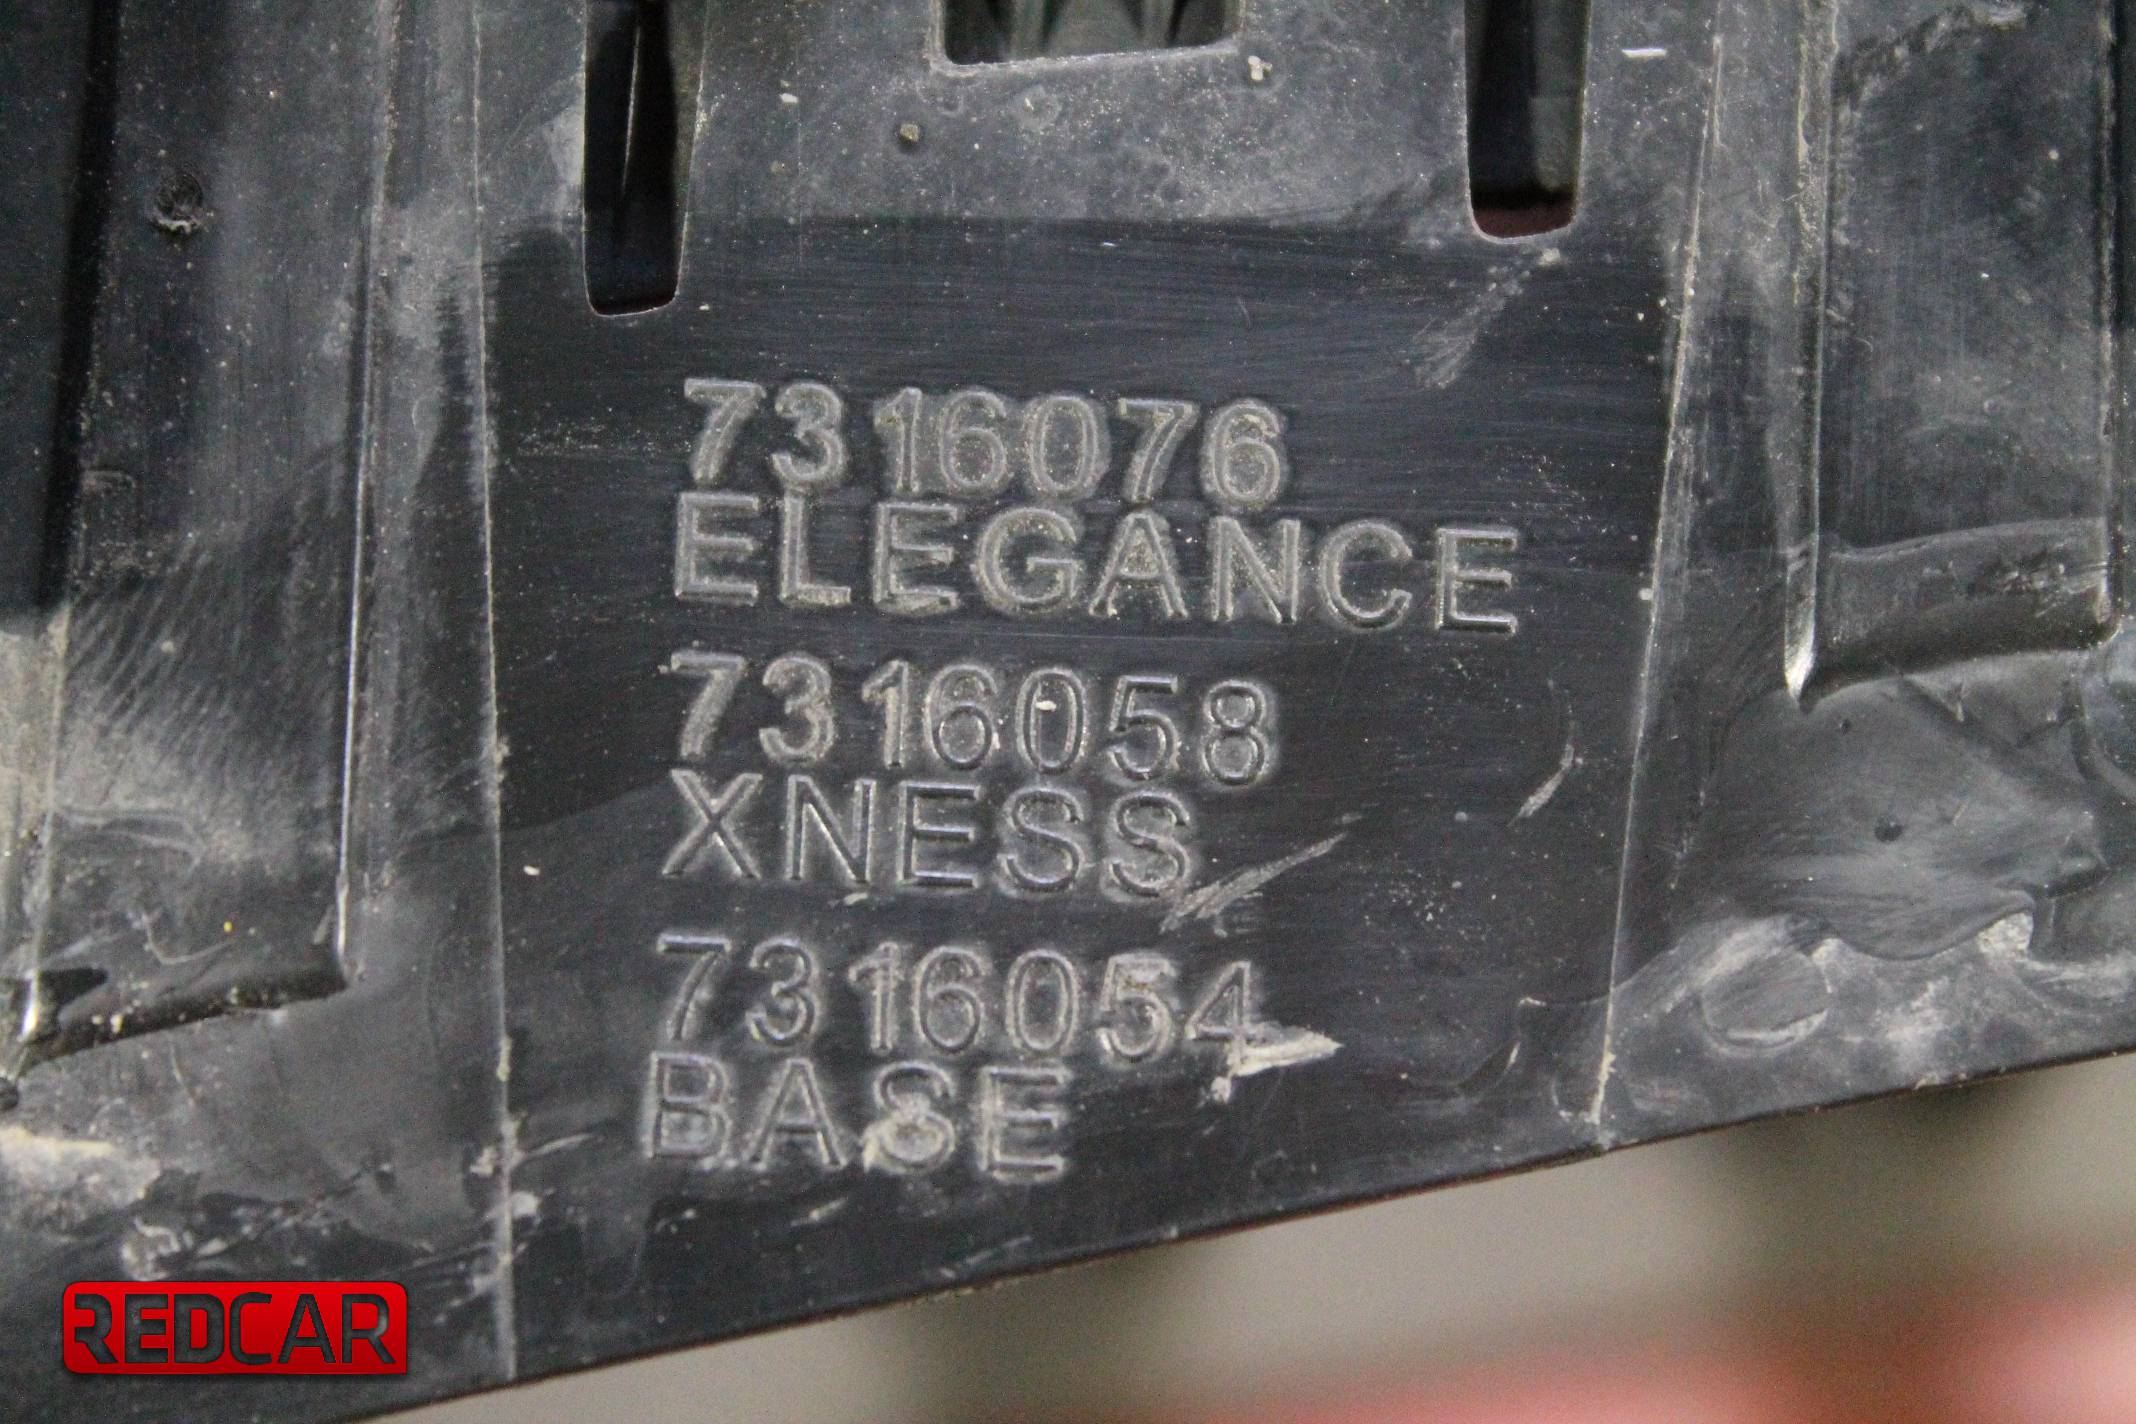 7316076
ELEGANCE
7316058
XNESS
7316054
BASE
REDCAR